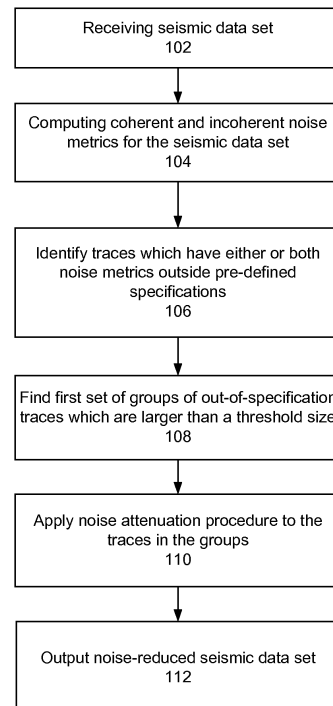 Receiving seismic data set
102
Computing coherent and incoherent noise
metrics for the seismic data set
104
Identify traces which have either or both
noise metrics outside pre-defined
specifications
106
Find first set of groups of out-of-specification
traces which are larger than a threshold size
108
Apply noise attenuation procedure to the
traces in the groups
110
Output noise-reduced seismic data set
112